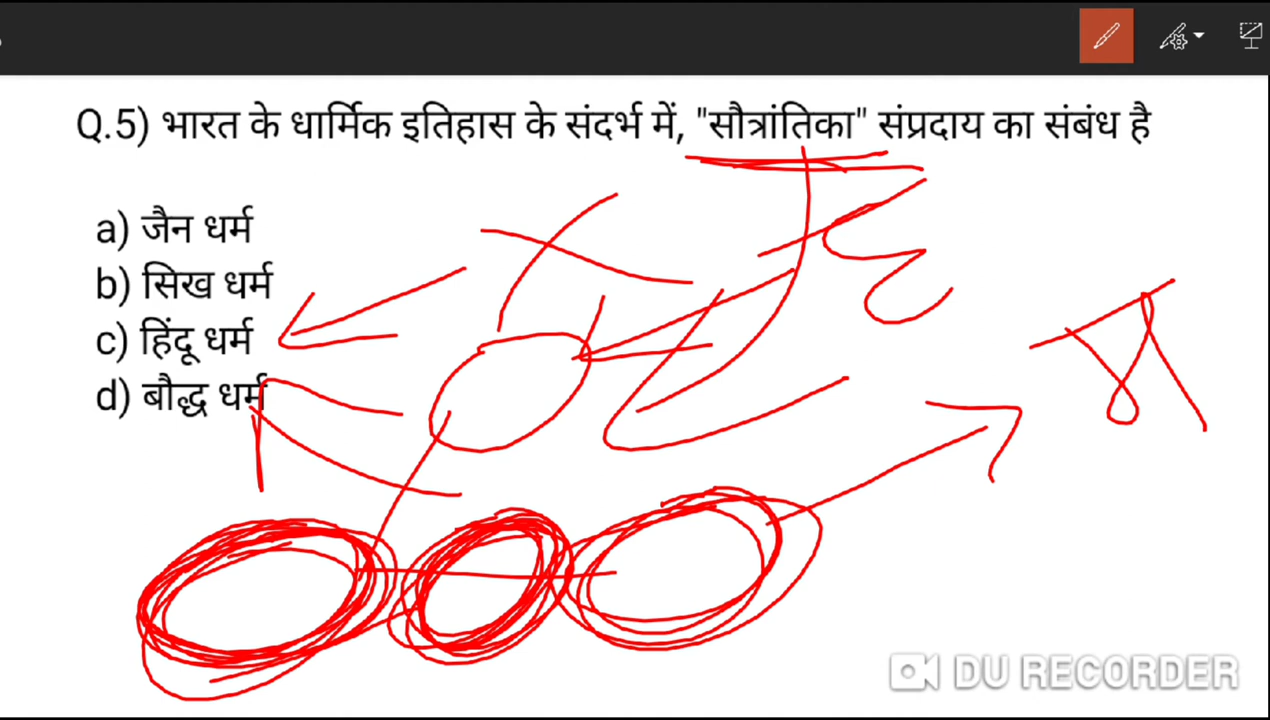 Q.5) भारत के धार्मिक इतिहास के संदर्भ में, "सौत्रांतिका" संप्रदाय का संबंध है
a) जैन धर्म
b) सिख धर्म
c) हिंदू धर्म
d) बौद्ध धर्म
DU RECORDER